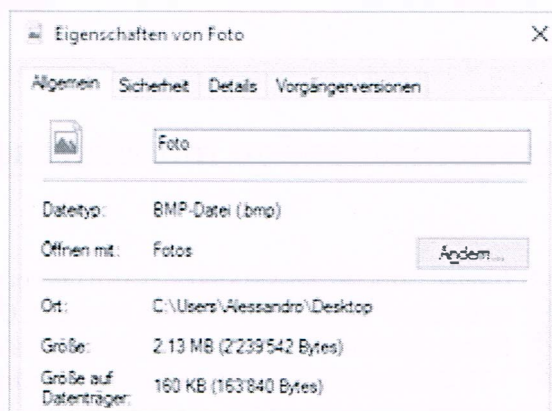 Eigenschaften von Foto
Allgemein Sicherheit Details Vorgängerversionen
Foto
Dateityp: BMP-Datei (.bmp)
Öffnen mit: Fotos Ändern...
Ort: C:\Users\Alessandro\Desktop
Größe: 2.13 MB (2'239'542 Bytes)
Größe auf
Datenträger: 160 KB (163'840 Bytes)